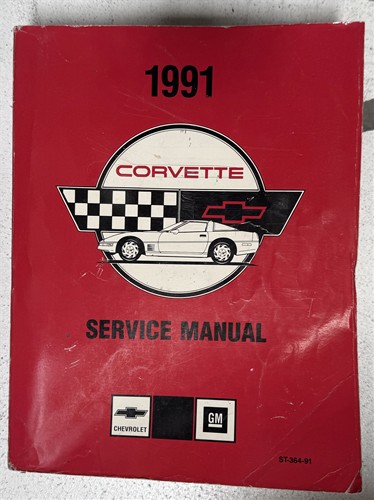 1991
CORVETTE
SERVICE MANUAL
CHEVROLET
GM
ST-364-91